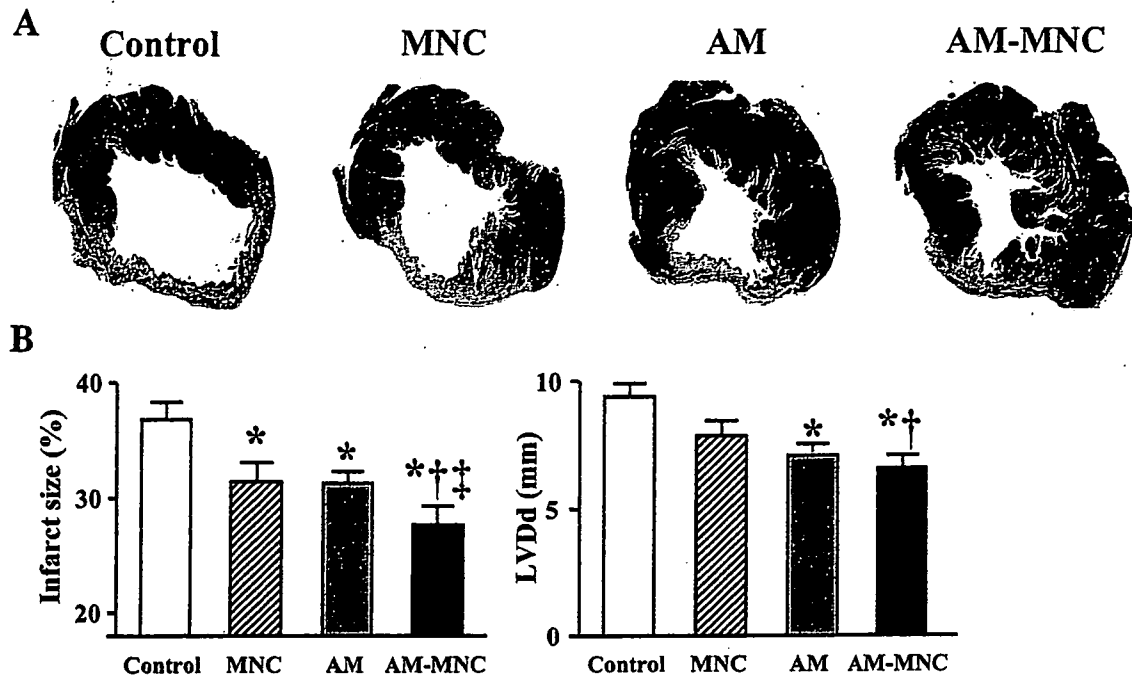 A
Control MNC AM AM-MNC
B
Infarct size (%)
40
30
20
* * *†‡
Control MNC AM AM-MNC
LVDd (mm)
10
5
0
* *†
Control MNC AM AM-MNC